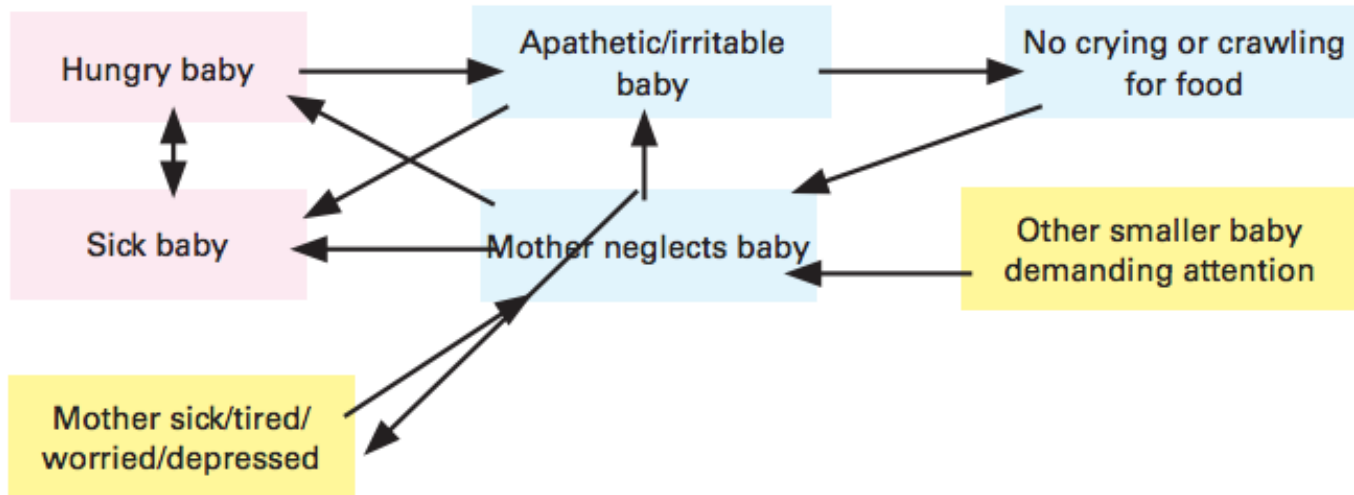 Hungry baby
Apathetic/irritable
baby
No crying or crawling
for food
Sick baby
Mother neglects baby
Other smaller baby
demanding attention
Mother sick/tired/
worried/depressed